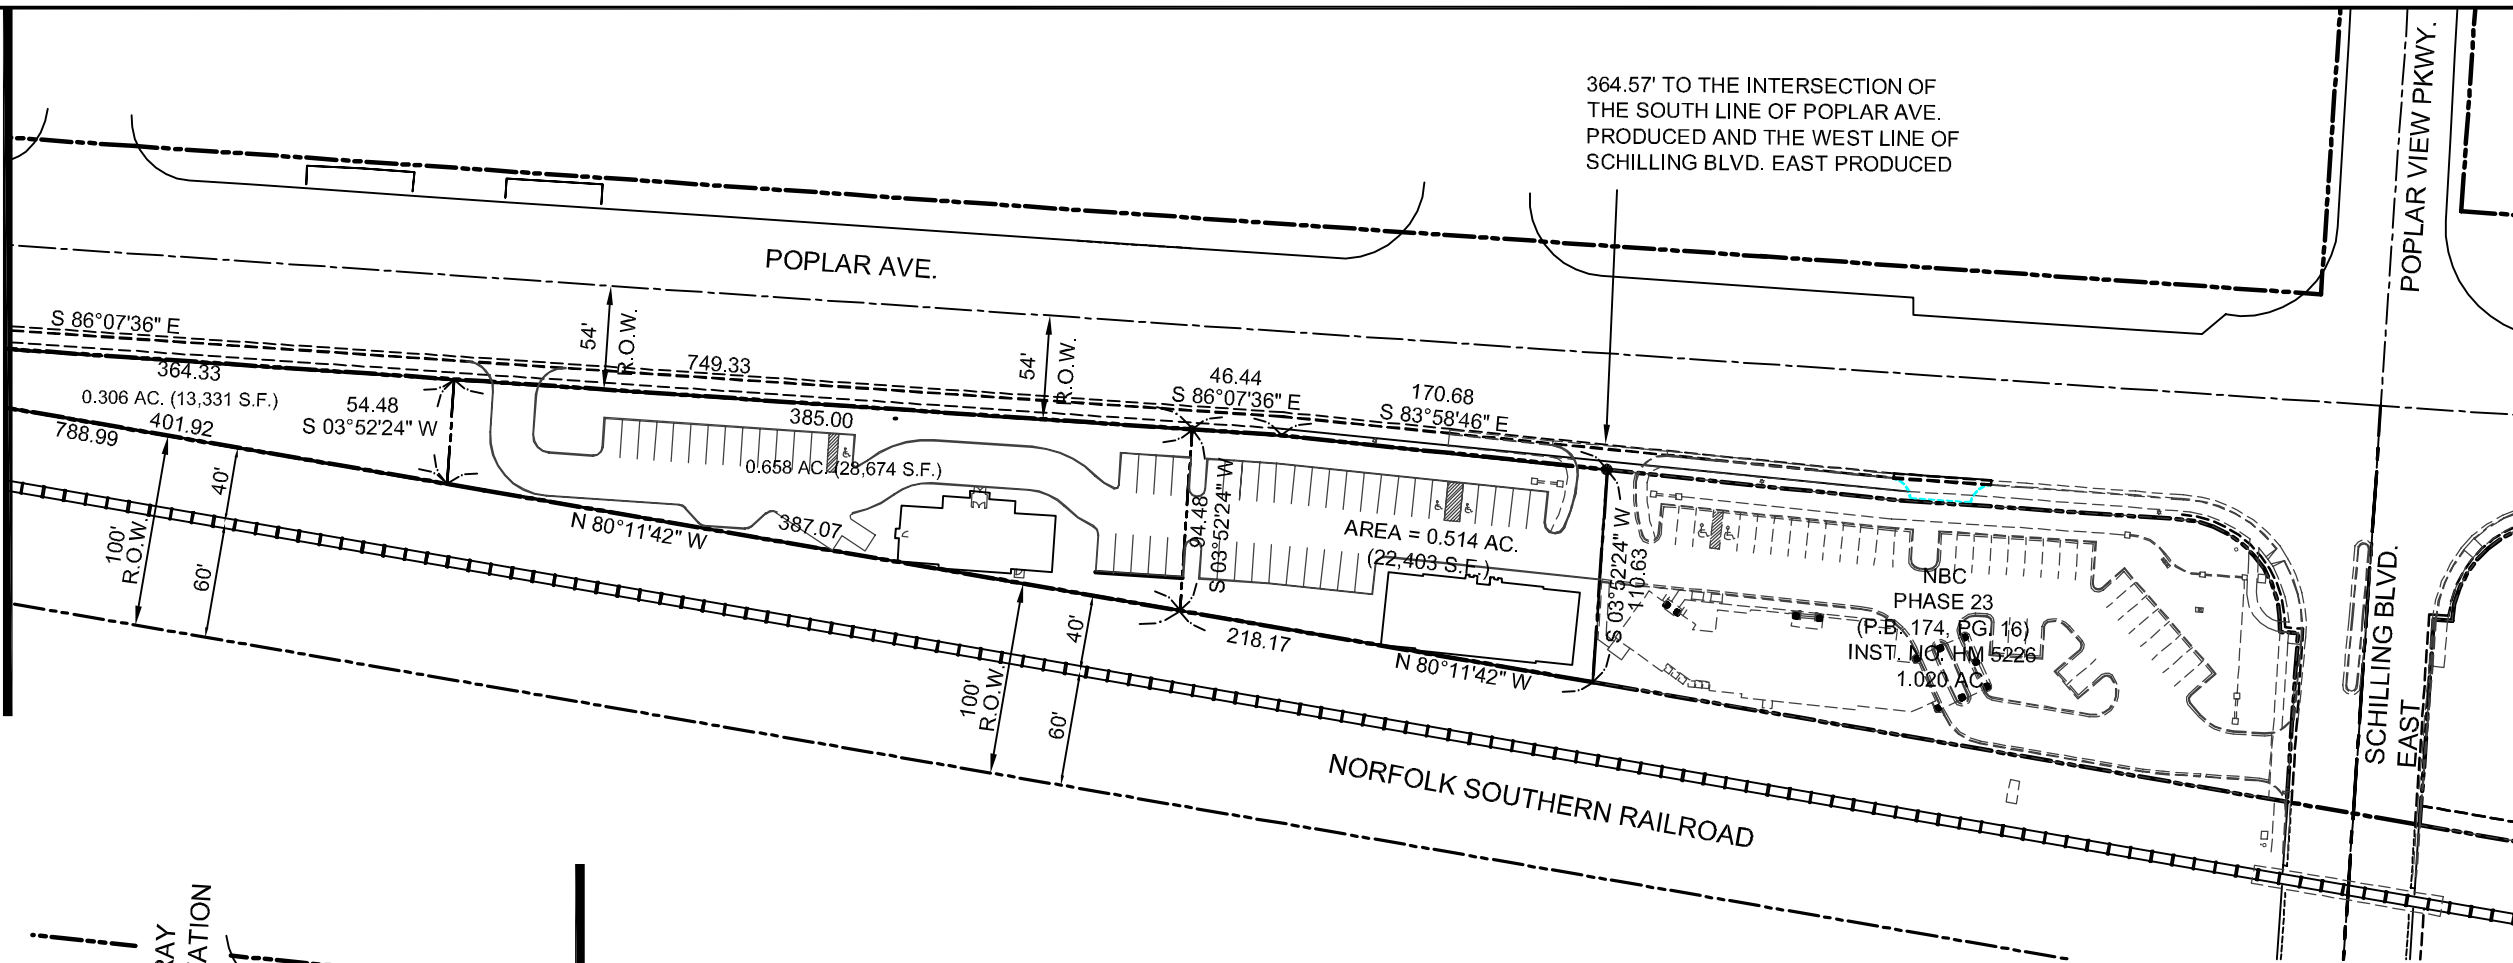 364.57' TO THE INTERSECTION OF
THE SOUTH LINE OF POPLAR AVE.
PRODUCED AND THE WEST LINE OF
SCHILLING BLVD. EAST PRODUCED
POPLAR VIEW PKWY.
POPLAR AVE.
S 86°07'36" E
54'
R.O.W.
749.33
54'
R.O.W.
46.44
S 86°07'36" E
170.68
S 83°58'46" E
364.33
0.306 AC. (13,331 S.F.)
401.92
788.99
54.48
S 03°52'24" W
385.00
0.658 AC. (28,674 S.F.)
94.48
S 03°52'24" W
AREA = 0.514 AC.
(22,403 S.F.)
S 03°52'24" W
110.63
NBC
PHASE 23
(P.B. 174, PG. 16)
INST. NO. HM 5226
1.020 AC.
N 80°11'42" W
387.07
100'
R.O.W.
40'
60'
218.17
N 80°11'42" W
100'
R.O.W.
40'
60'
NORFOLK SOUTHERN RAILROAD
SCHILLING BLVD.
EAST